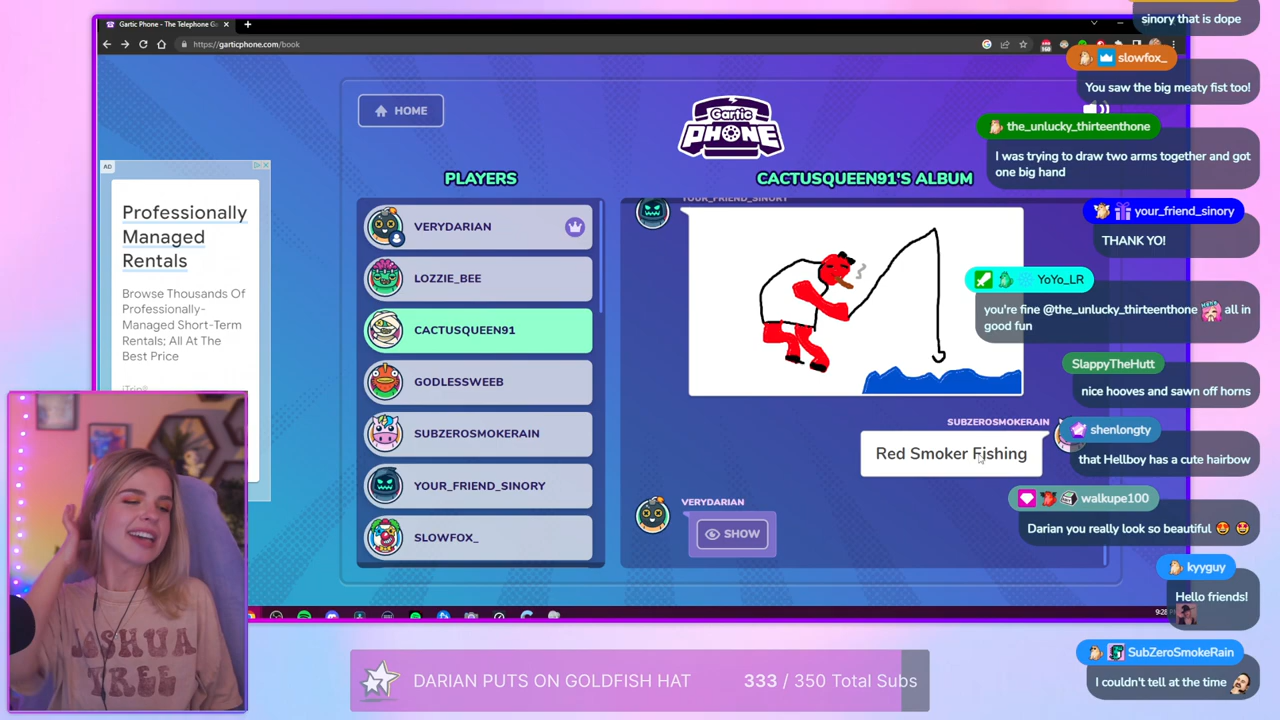 Gartic Phone - The Telephone Ga
https://garticphone.com/book
HOME
Gartic
PHONE
PLAYERS
CACTUSQUEEN91'S ALBUM
AD
Professionally
Managed
Rentals
Browse Thousands Of
Professionally-
Managed Short-Term
Rentals; All At The
Best Price
VERYDARIAN
LOZZIE_BEE
CACTUSQUEEN91
GODLESSWEEB
SUBZEROSMOKERAIN
YOUR_FRIEND_SINORY
SLOWFOX_
YOUR_FRIEND_SINORY
SUBZEROSMOKERAIN
Red Smoker Fishing
VERYDARIAN
SHOW
sinory that is dope
slowfox_
You saw the big meaty fist too!
the_unlucky_thirteenthone
I was trying to draw two arms together and got
one big hand
your_friend_sinory
THANK YO!
YoYo_LR
you're fine @the_unlucky_thirteenthone all in
good fun
SlappyTheHutt
nice hooves and sawn off horns
shenlongty
that Hellboy has a cute hairbow
walkupe100
Darian you really look so beautiful
kyyguy
Hello friends!
SubZeroSmokeRain
I couldn't tell at the time
9:28
JOSHUA
TREE
DARIAN PUTS ON GOLDFISH HAT
333 / 350 Total Subs